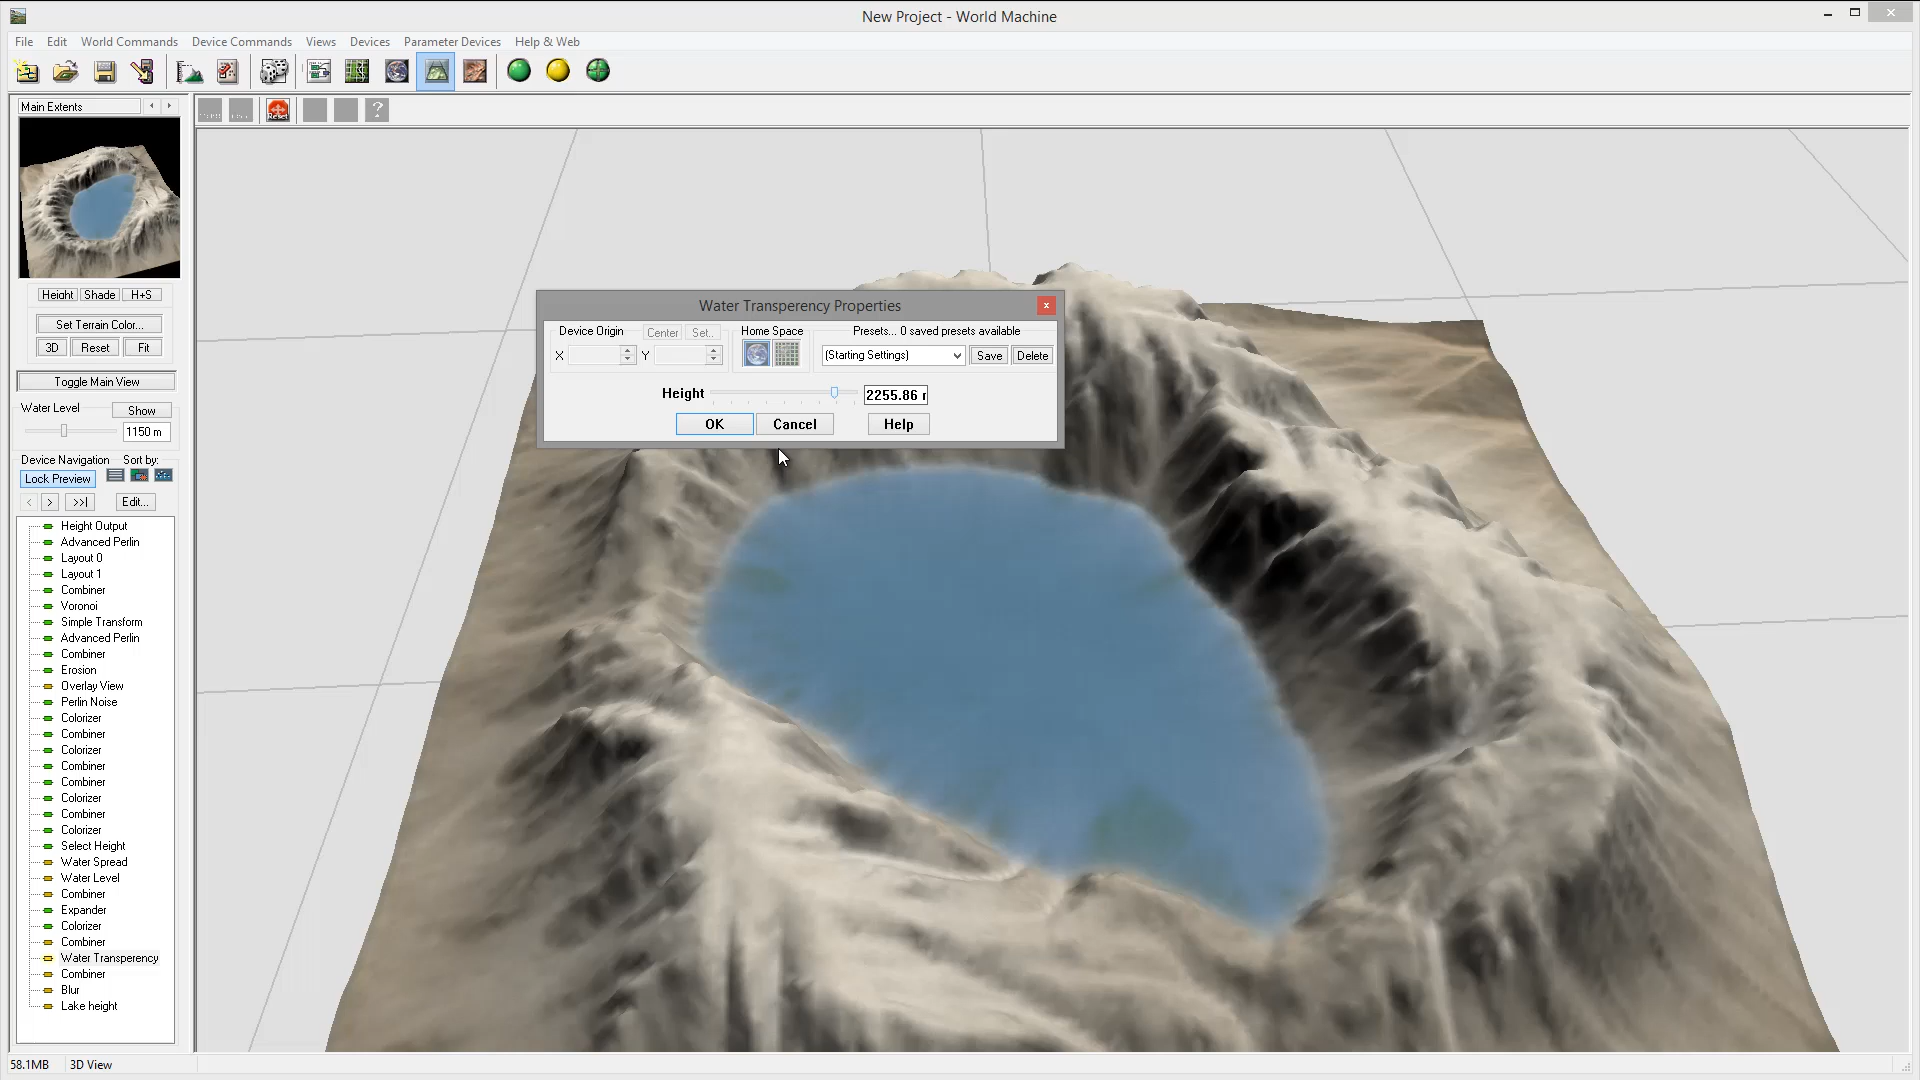 New Project - World Machine
File Edit World Commands Device Commands Views Devices Parameter Devices Help & Web
Main Extents
Reset
?
Height Shade H+S
Set Terrain Color...
3D Reset Fit
Toggle Main View
Water Level Show
1150 m
Device Navigation Sort by:
Lock Preview
< > >>| Edit...
Height Output
Advanced Perlin
Layout 0
Layout 1
Combiner
Voronoi
Simple Transform
Advanced Perlin
Combiner
Erosion
Overlay View
Perlin Noise
Colorizer
Combiner
Colorizer
Combiner
Combiner
Colorizer
Combiner
Colorizer
Select Height
Water Spread
Water Level
Combiner
Expander
Colorizer
Combiner
Water Transperency
Combiner
Blur
Lake height
58.1MB 3D View
Water Transperency Properties
Device Origin Center Set.. Home Space Presets... 0 saved presets available
X Y (Starting Settings) Save Delete
Height 2255.86
OK Cancel Help